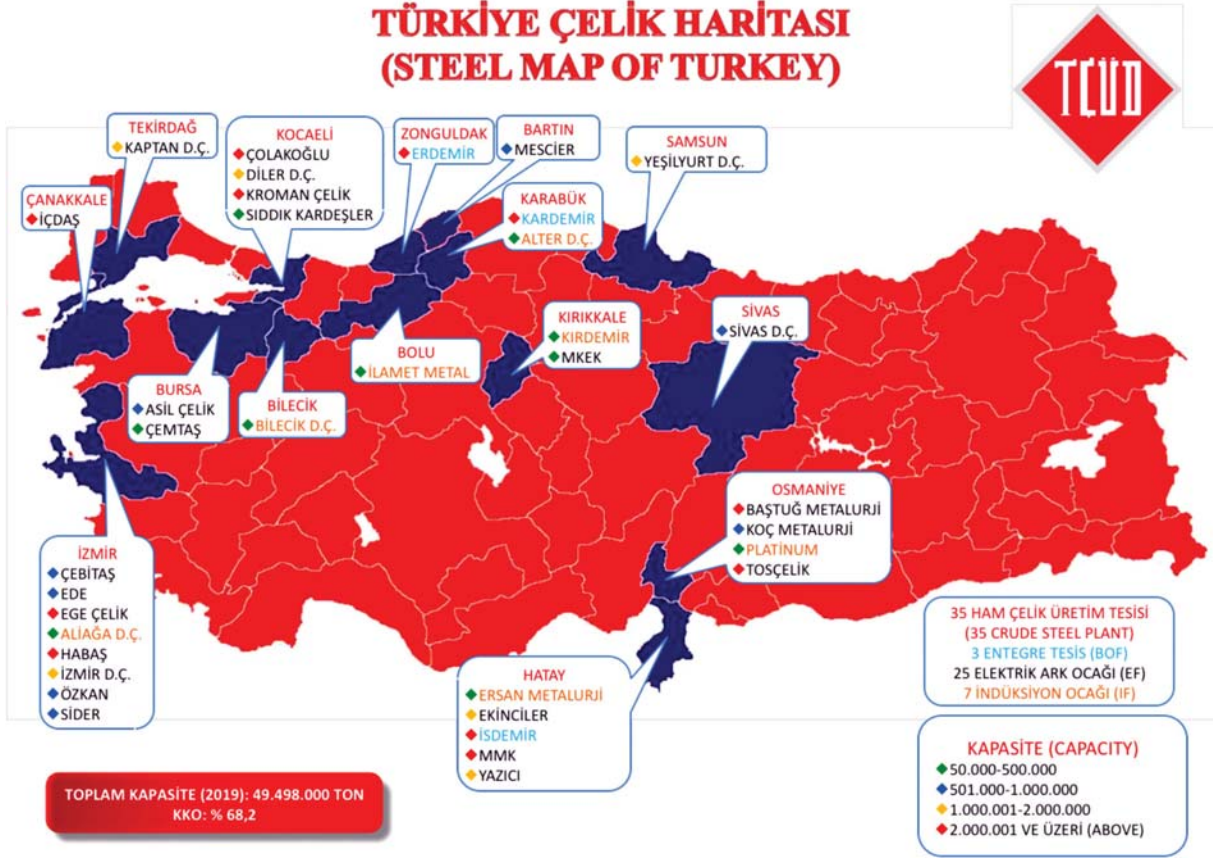 TÜRKİYE ÇELİK HARİTASI
(STEEL MAP OF TURKEY)
TÇÜD
TEKİRDAĞ
KAPTAN D.Ç.
KOCAELİ
ÇOLAKOĞLU
DİLER D.Ç.
KROMAN ÇELİK
SIDDIK KARDEŞLER
ZONGULDAK
ERDEMİR
BARTIN
MESCİER
SAMSUN
YEŞİLYURT D.Ç.
ÇANAKKALE
İÇDAŞ
KARABÜK
KARDEMİR
ALTER D.Ç.
SİVAS
SİVAS D.Ç.
KIRIKKALE
KIRDEMİR
MKEK
BOLU
İLAMET METAL
BURSA
ASİL ÇELİK
ÇEMTAŞ
BİLECİK
BİLECİK D.Ç.
OSMANİYE
BAŞTUĞ METALURJİ
KOÇ METALURJİ
PLATİNUM
TOSÇELİK
İZMİR
ÇEBİTAŞ
EDE
EGE ÇELİK
ALİAĞA D.Ç.
HABAŞ
İZMİR D.Ç.
ÖZKAN
SİDER
HATAY
ERSAN METALURJİ
EKİNCİLER
İSDEMİR
MMK
YAZICI
35 HAM ÇELİK ÜRETİM TESİSİ
(35 CRUDE STEEL PLANT)
3 ENTEGRE TESİS (BOF)
25 ELEKTRİK ARK OCAĞI (EF)
7 İNDÜKSİYON OCAĞI (IF)
KAPASİTE (CAPACITY)
50.000-500.000
501.000-1.000.000
1.000.001-2.000.000
2.000.001 VE ÜZERİ (ABOVE)
TOPLAM KAPASİTE (2019): 49.498.000 TON
KKO: % 68,2